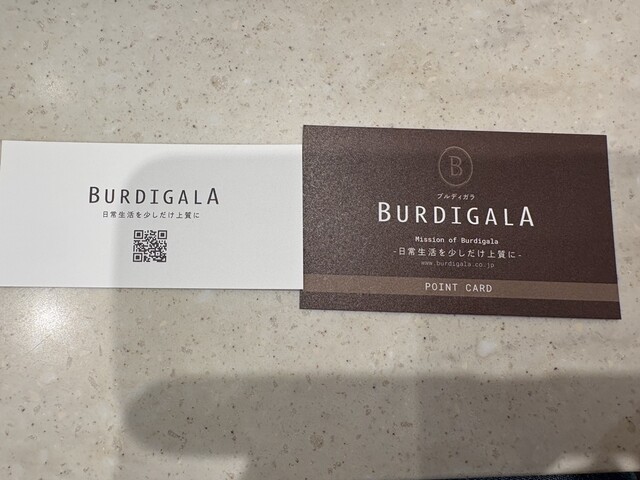 BURDIGALA
日常生活を少しだけ上質に
B
ブルディガラ
BURDIGALA
Mission of Burdigala
-日常生活を少しだけ上質に-
www.burdigala.co.jp
POINT CARD